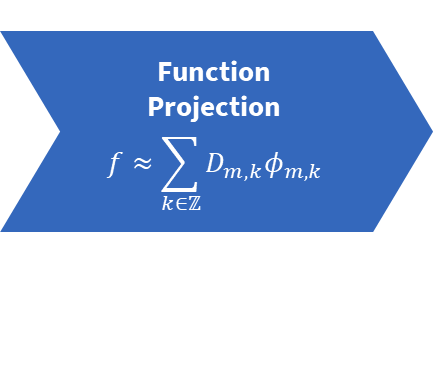 Function
Projection
f ≈ ∑ D_{m,k} ϕ_{m,k}
k∈ℤ